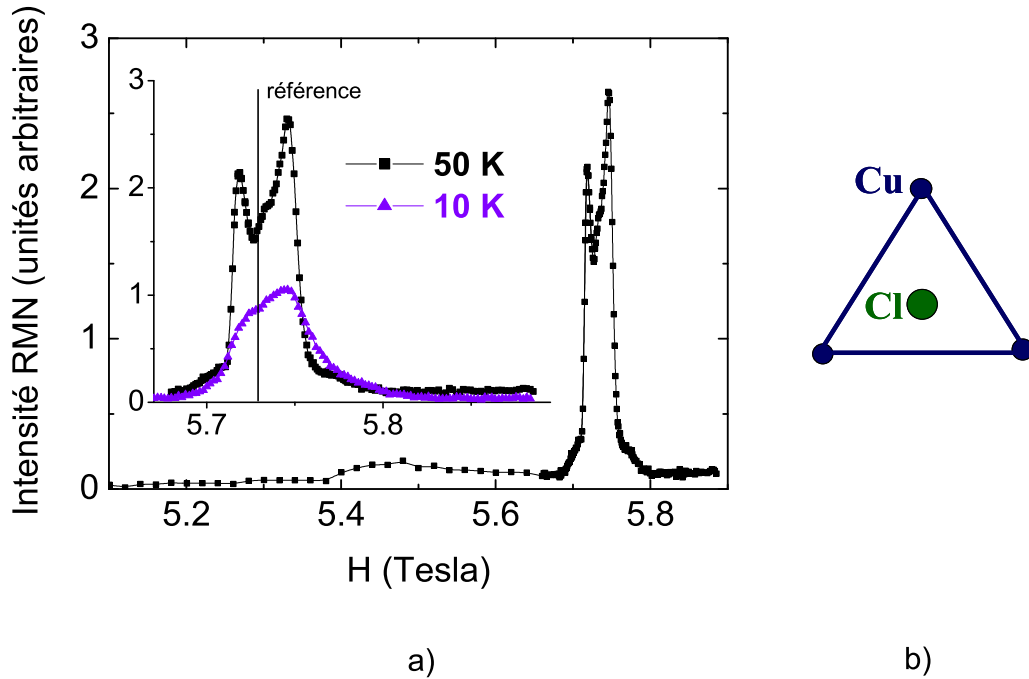 Intensité RMN (unités arbitraires)
3
2
1
0
5.2
5.4
5.6
5.8
H (Tesla)
3
2
1
0
5.7
5.8
référence
50 K
10 K
Cu
Cl
a)
b)